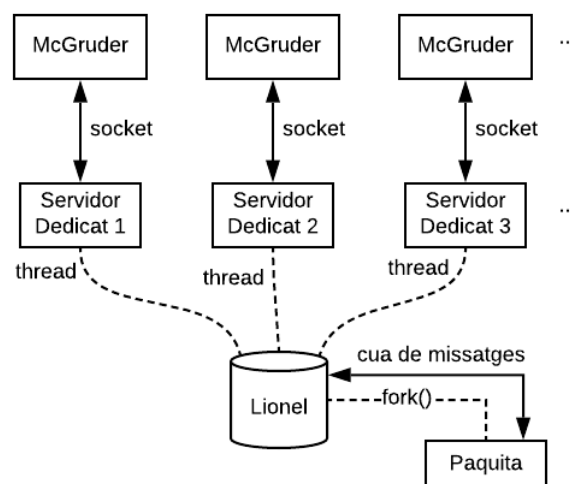 McGruder
McGruder
McGruder
...
socket
socket
socket
Servidor
Dedicat 1
Servidor
Dedicat 2
Servidor
Dedicat 3
...
thread
thread
thread
cua de missatges
Lionel
fork()
Paquita